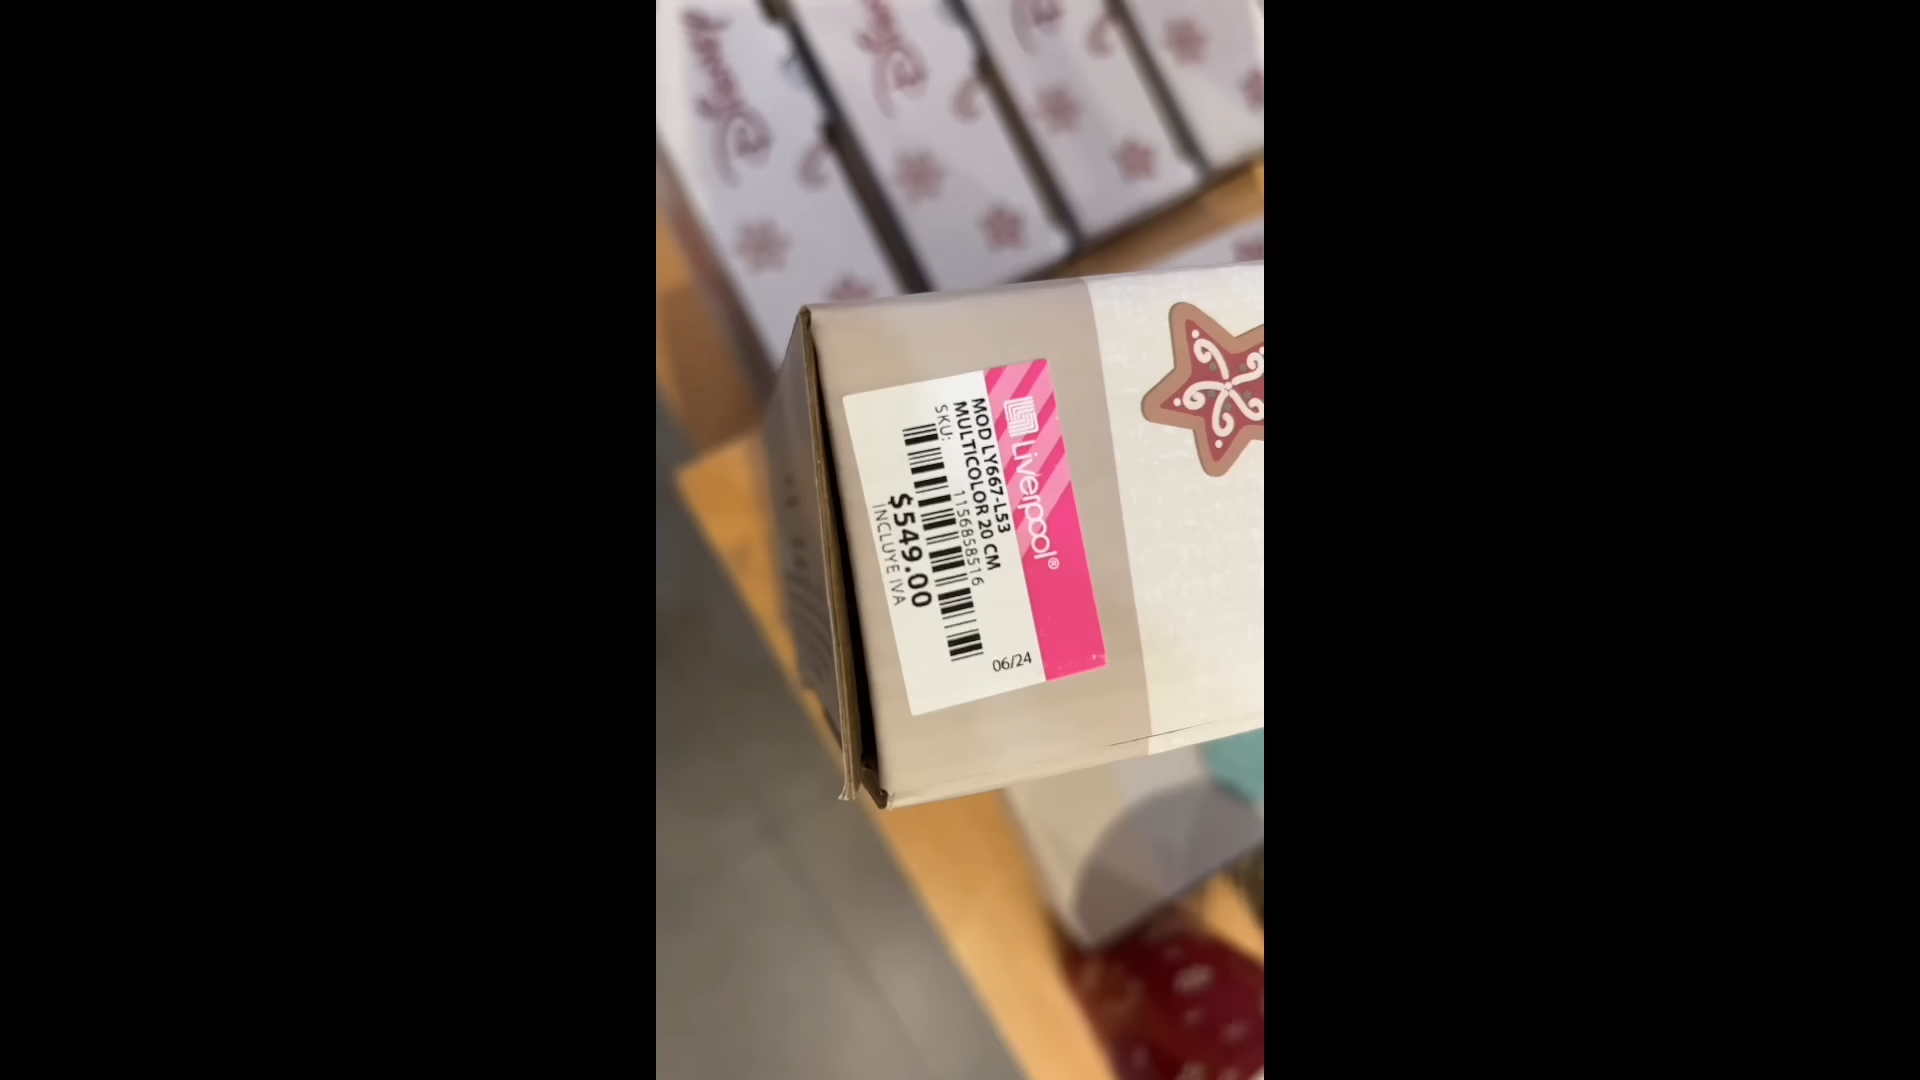 Liverpool®
MOD LY667-L53
MULTICOLOR 20 CM
SKU: 1156858516
$549.00
INCLUYE IVA
06/24